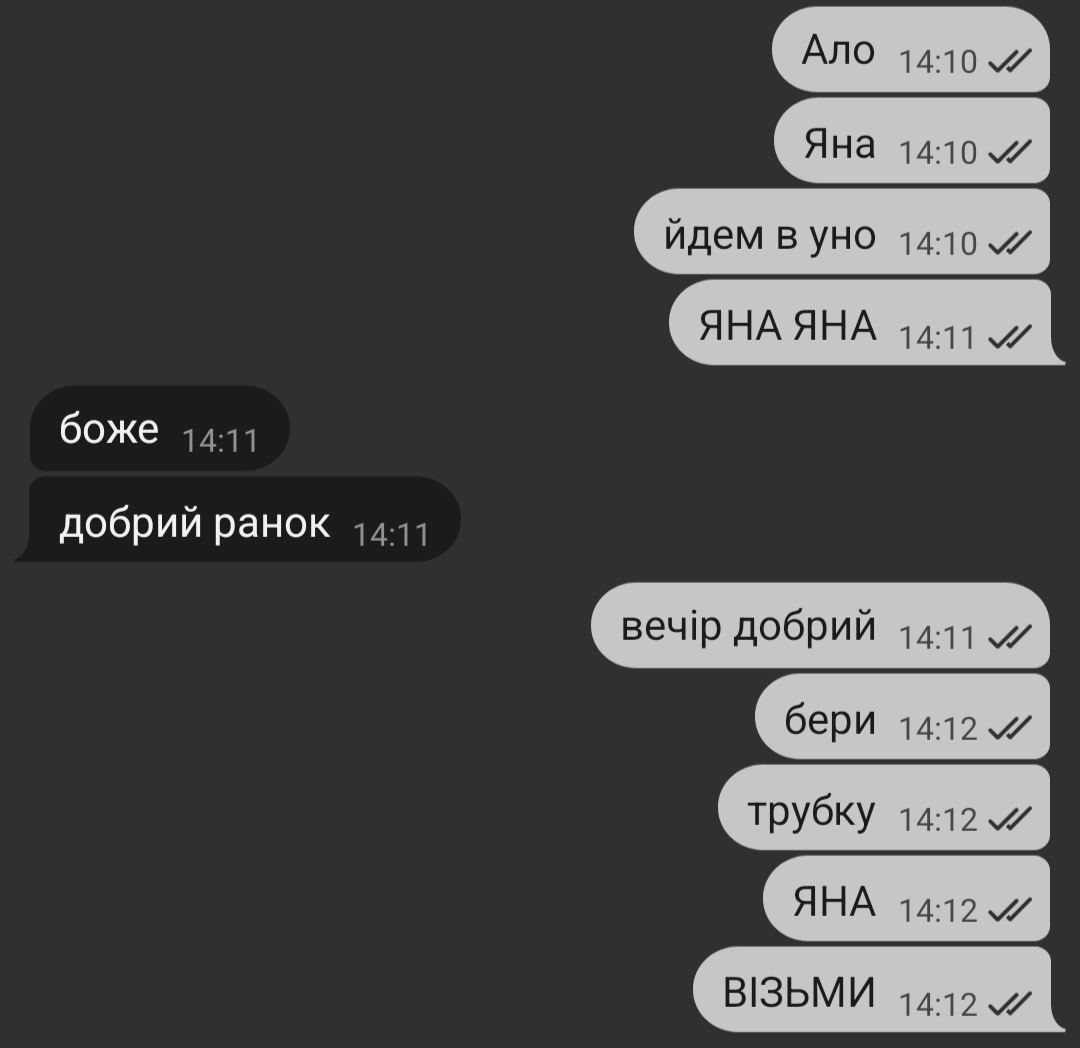 Ало 14:10
Яна 14:10
йдем в уно 14:10
ЯНА ЯНА 14:11
боже 14:11
добрий ранок 14:11
вечір добрий 14:11
бери 14:12
трубку 14:12
ЯНА 14:12
ВІЗЬМИ 14:12